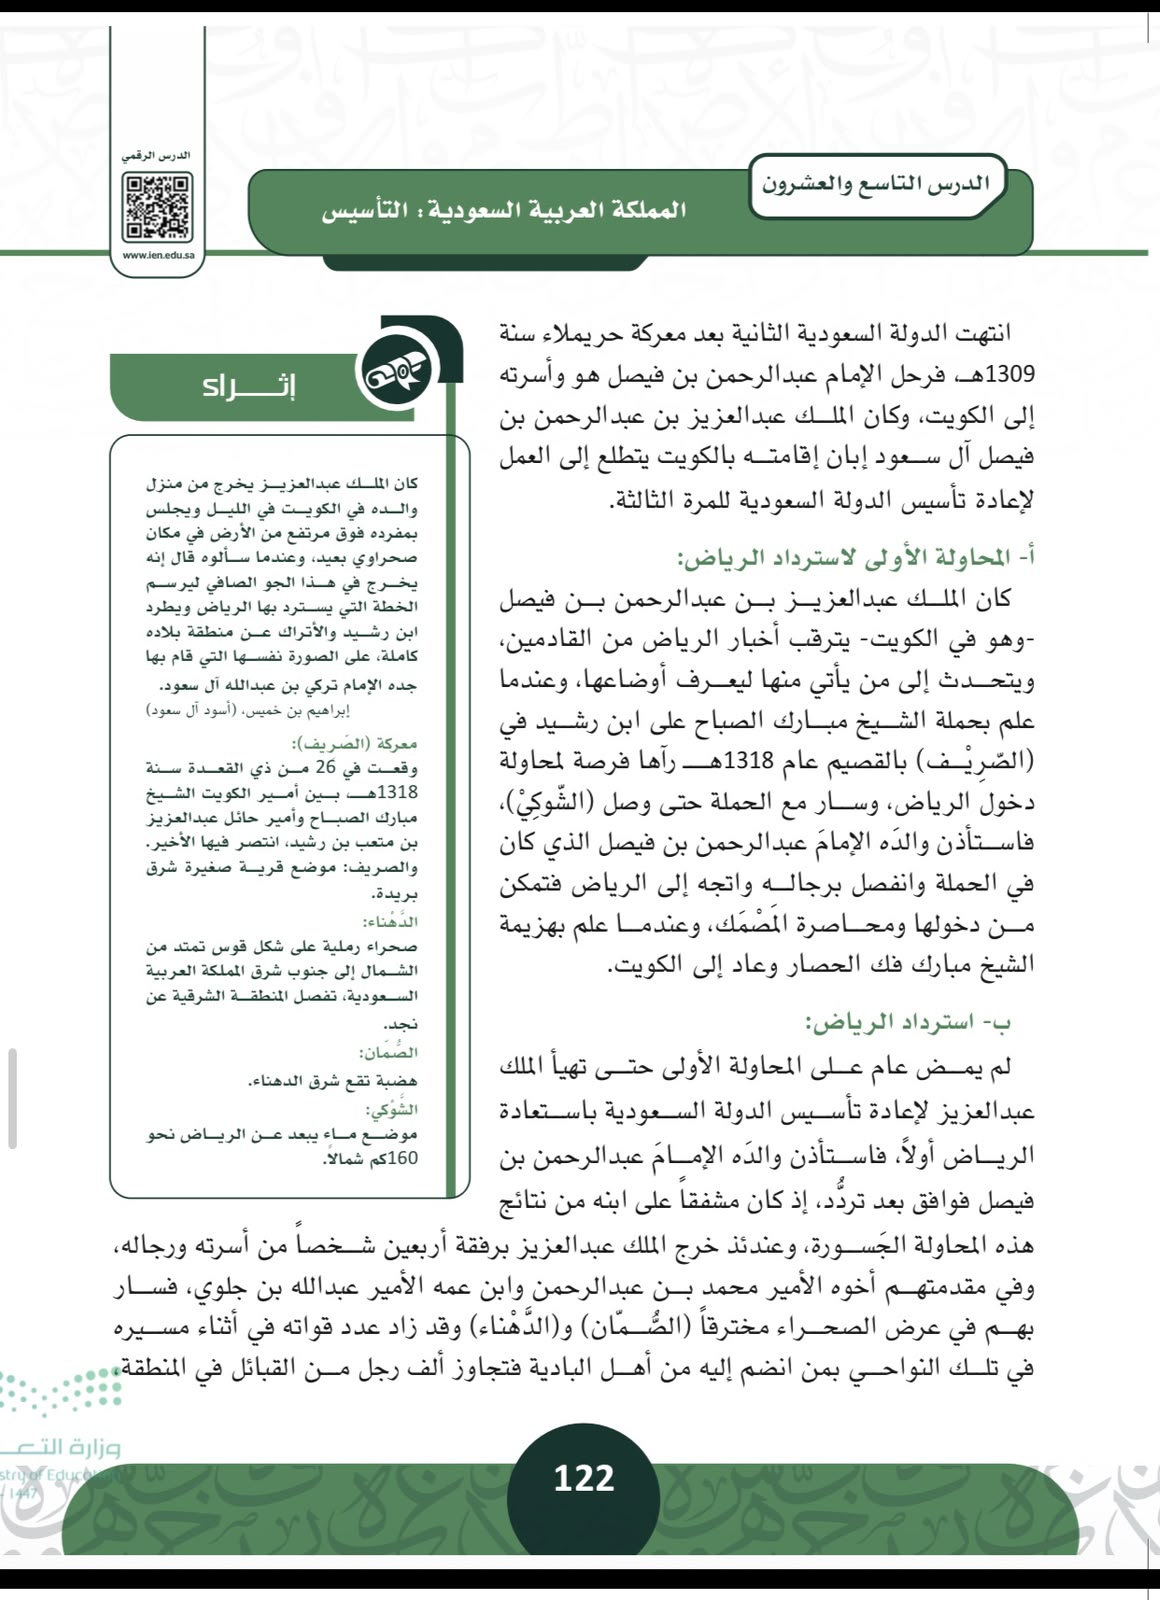 الدرس الرقمي
www.ien.edu.sa
الدرس التاسع والعشرون
المملكة العربية السعودية: التأسيس
انتهت الدولة السعودية الثانية بعد معركة حريملاء سنة
1309هـ، فرحل الإمام عبدالرحمن بن فيصل هو وأسرته
إلى الكويت، وكان الملك عبدالعزيز بن عبدالرحمن بن
فيصل آل سعود إبان إقامته بالكويت يتطلع إلى العمل
لإعادة تأسيس الدولة السعودية للمرة الثالثة.
أ- المحاولة الأولى لاسترداد الرياض:
كان الملك عبدالعزيز بن عبدالرحمن بن فيصل
-وهو في الكويت- يترقب أخبار الرياض من القادمين،
ويتحدث إلى من يأتي منها ليعرف أوضاعها، وعندما
علم بحملة الشيخ مبارك الصباح على ابن رشيد في
(الصّرِيْف) بالقصيم عام 1318هـ رآها فرصة لمحاولة
دخول الرياض، وسار مع الحملة حتى وصل (الشّوكِيْ)،
فاستأذن والدَه الإمامَ عبدالرحمن بن فيصل الذي كان
في الحملة وانفصل برجاله واتجه إلى الرياض فتمكن
من دخولها ومحاصرة المَصْمَك، وعندما علم بهزيمة
الشيخ مبارك فك الحصار وعاد إلى الكويت.
ب- استرداد الرياض:
لم يمض عام على المحاولة الأولى حتى تهيأ الملك
عبدالعزيز لإعادة تأسيس الدولة السعودية باستعادة
الرياض أولاً، فاستأذن والدَه الإمامَ عبدالرحمن بن
فيصل فوافق بعد تردُّد، إذ كان مشفقاً على ابنه من نتائج
هذه المحاولة الجَسورة، وعندئذ خرج الملك عبدالعزيز برفقة أربعين شخصاً من أسرته ورجاله،
وفي مقدمتهم أخوه الأمير محمد بن عبدالرحمن وابن عمه الأمير عبدالله بن جلوي، فسار
بهم في عرض الصحراء مخترقاً (الصُّمّان) و(الدَّهْناء) وقد زاد عدد قواته في أثناء مسيره
في تلك النواحي بمن انضم إليه من أهل البادية فتجاوز ألف رجل من القبائل في المنطقة.
إثراء
كان الملك عبدالعزيز يخرج من منزل
والده في الكويت في الليل ويجلس
بمفرده فوق مرتفع من الأرض في مكان
صحراوي بعيد، وعندما سألوه قال إنه
يخرج في هذا الجو الصافي ليرسم
الخطة التي يسترد بها الرياض ويطرد
ابن رشيد والأتراك عن منطقة بلاده
كاملة، على الصورة نفسها التي قام بها
جده الإمام تركي بن عبدالله آل سعود.
إبراهيم بن خميس، (أسود آل سعود)
معركة (الصَريف):
وقعت في 26 من ذي القعدة سنة
1318هـ، بين أمير الكويت الشيخ
مبارك الصباح وأمير حائل عبدالعزيز
بن متعب بن رشيد، انتصر فيها الأخير.
والصريف: موضع قرية صغيرة شرق
بريدة.
الدَّهْناء:
صحراء رملية على شكل قوس تمتد من
الشمال إلى جنوب شرق المملكة العربية
السعودية، تفصل المنطقة الشرقية عن
نجد.
الصُّمَان:
هضبة تقع شرق الدهناء.
الشَّوْكي:
موضع ماء يبعد عن الرياض نحو
160كم شمالاً.
وزارة التعـ
stry of Education
- 1447
122